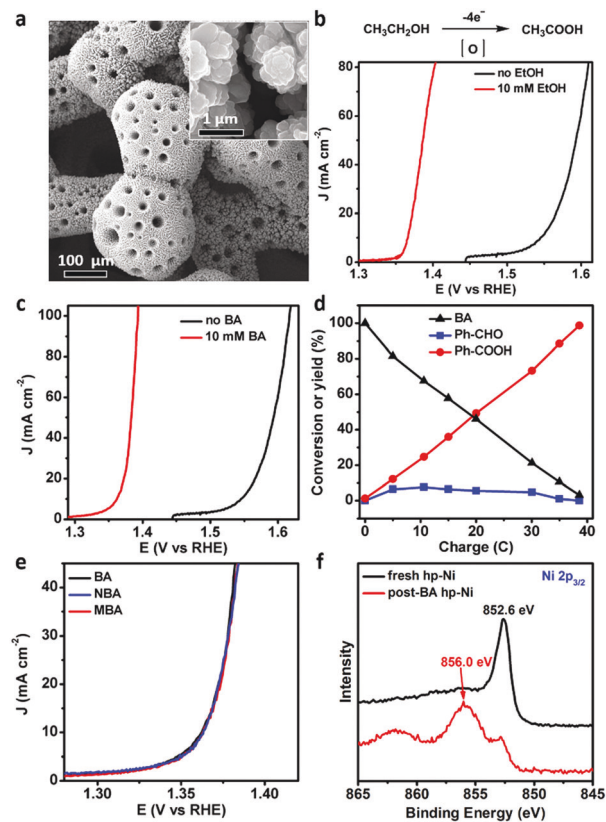 a
1 µm
100 µm
b
CH₃CH₂OH -4e⁻ CH₃COOH
[O]
no EtOH
10 mM EtOH
J (mA cm⁻²)
80
60
40
20
0
1.3 1.4 1.5 1.6
E (V vs RHE)
c
no BA
10 mM BA
J (mA cm⁻²)
100
80
60
40
20
0
1.3 1.4 1.5 1.6
E (V vs RHE)
d
BA
Ph-CHO
Ph-COOH
Conversion or yield (%)
100
80
60
40
20
0
0 10 20 30 40
Charge (C)
e
BA
NBA
MBA
J (mA cm⁻²)
40
30
20
10
0
1.30 1.35 1.40
E (V vs RHE)
f
fresh hp-Ni
post-BA hp-Ni
Ni 2p3/2
852.6 eV
856.0 eV
Intensity
865 860 855 850 845
Binding Energy (eV)